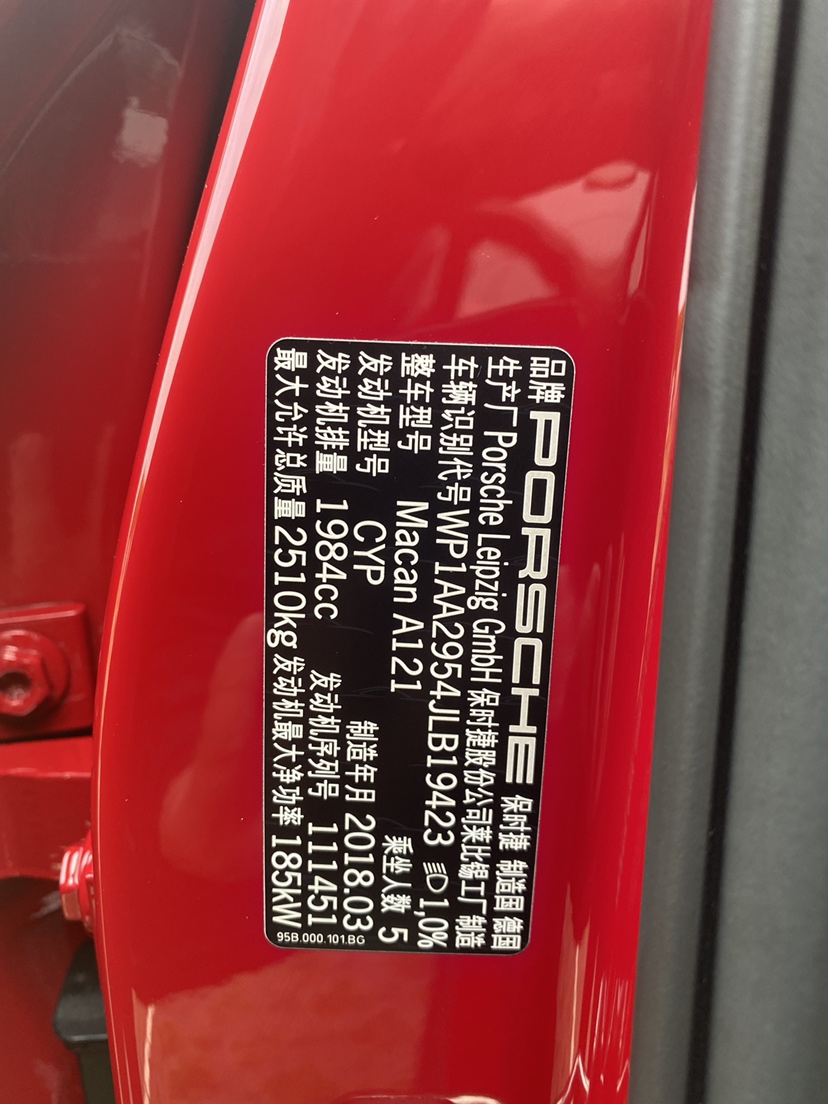 品牌 PORSCHE 保时捷 制造国 德国
生产厂 Porsche Leipzig GmbH 保时捷股份公司莱比锡工厂 制造
车辆识别代号 WP1AA2954JLB19423 1,0%
整车型号 Macan A121 乘坐人数 5
发动机型号 CYP 制造年月 2018.03
发动机排量 1984cc 发动机序列号 111451
最大允许总质量 2510kg 发动机最大净功率 185kW
95B.000.101.BG